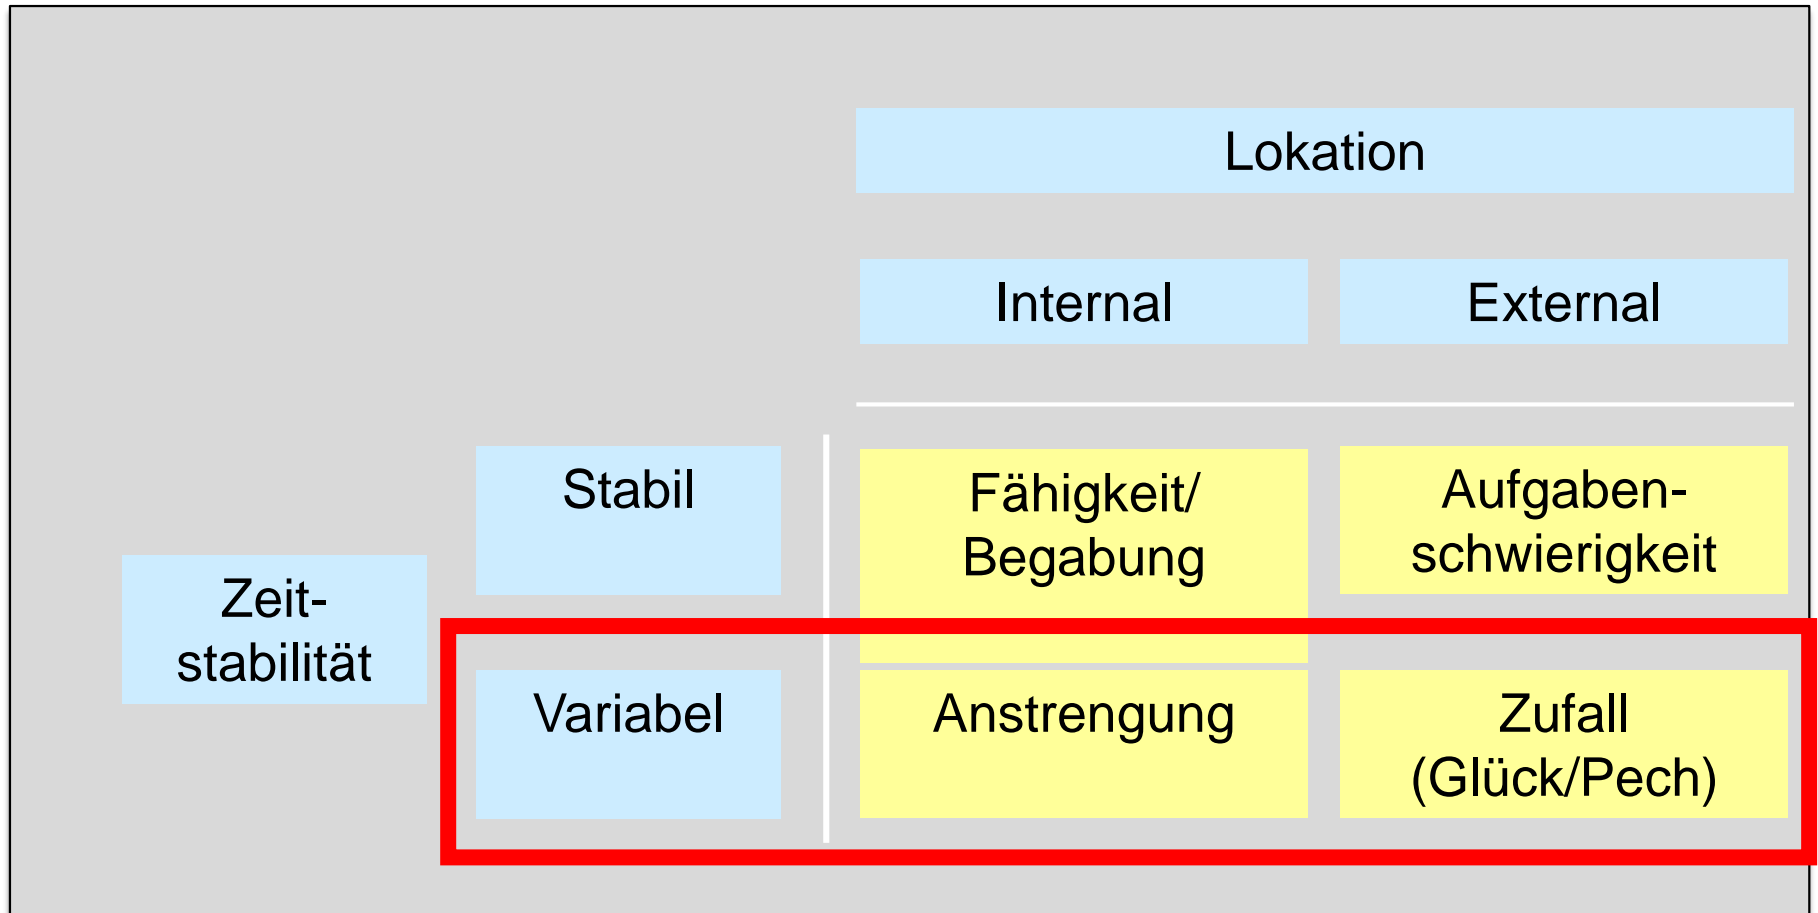 Lokation
Internal
External
Stabil
Fähigkeit/
Begabung
Aufgaben-
schwierigkeit
Zeit-
stabilität
Variabel
Anstrengung
Zufall
(Glück/Pech)